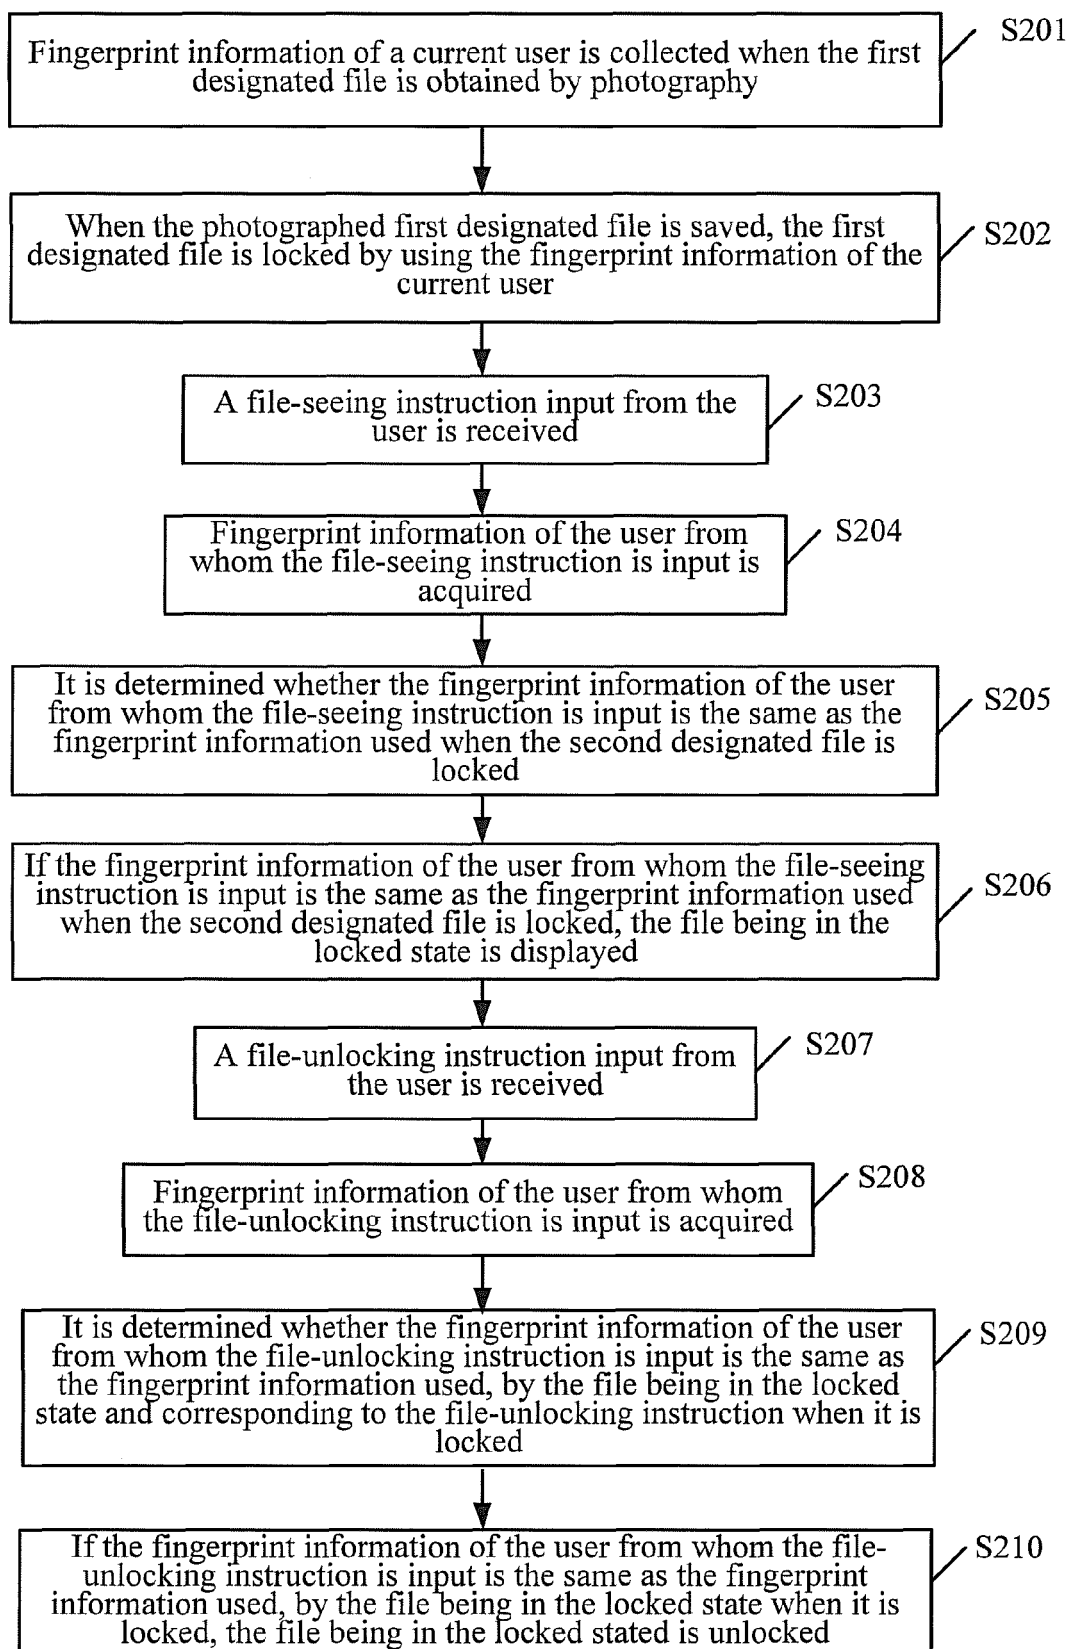 S201
Fingerprint information of a current user is collected when the first
designated file is obtained by photography
When the photographed first designated file is saved, the first
designated file is locked by using the fingerprint information of the
current user
S202
A file-seeing instruction input from the
user is received
S203
Fingerprint information of the user from
whom the file-seeing instruction is input is
acquired
S204
It is determined whether the fingerprint information of the user
from whom the file-seeing instruction is input is the same as the
fingerprint information used when the second designated file is
locked
S205
If the fingerprint information of the user from whom the file-seeing
instruction is input is the same as the fingerprint information used
when the second designated file is locked, the file being in the
locked state is displayed
S206
A file-unlocking instruction input from
the user is received
S207
Fingerprint information of the user from whom
the file-unlocking instruction is input is acquired
S208
It is determined whether the fingerprint information of the user
from whom the file-unlocking instruction is input is the same as
the fingerprint information used, by the file being in the locked
state and corresponding to the file-unlocking instruction when it is
locked
S209
If the fingerprint information of the user from whom the file-
unlocking instruction is input is the same as the fingerprint
information used, by the file being in the locked state when it is
locked, the file being in the locked stated is unlocked
S210